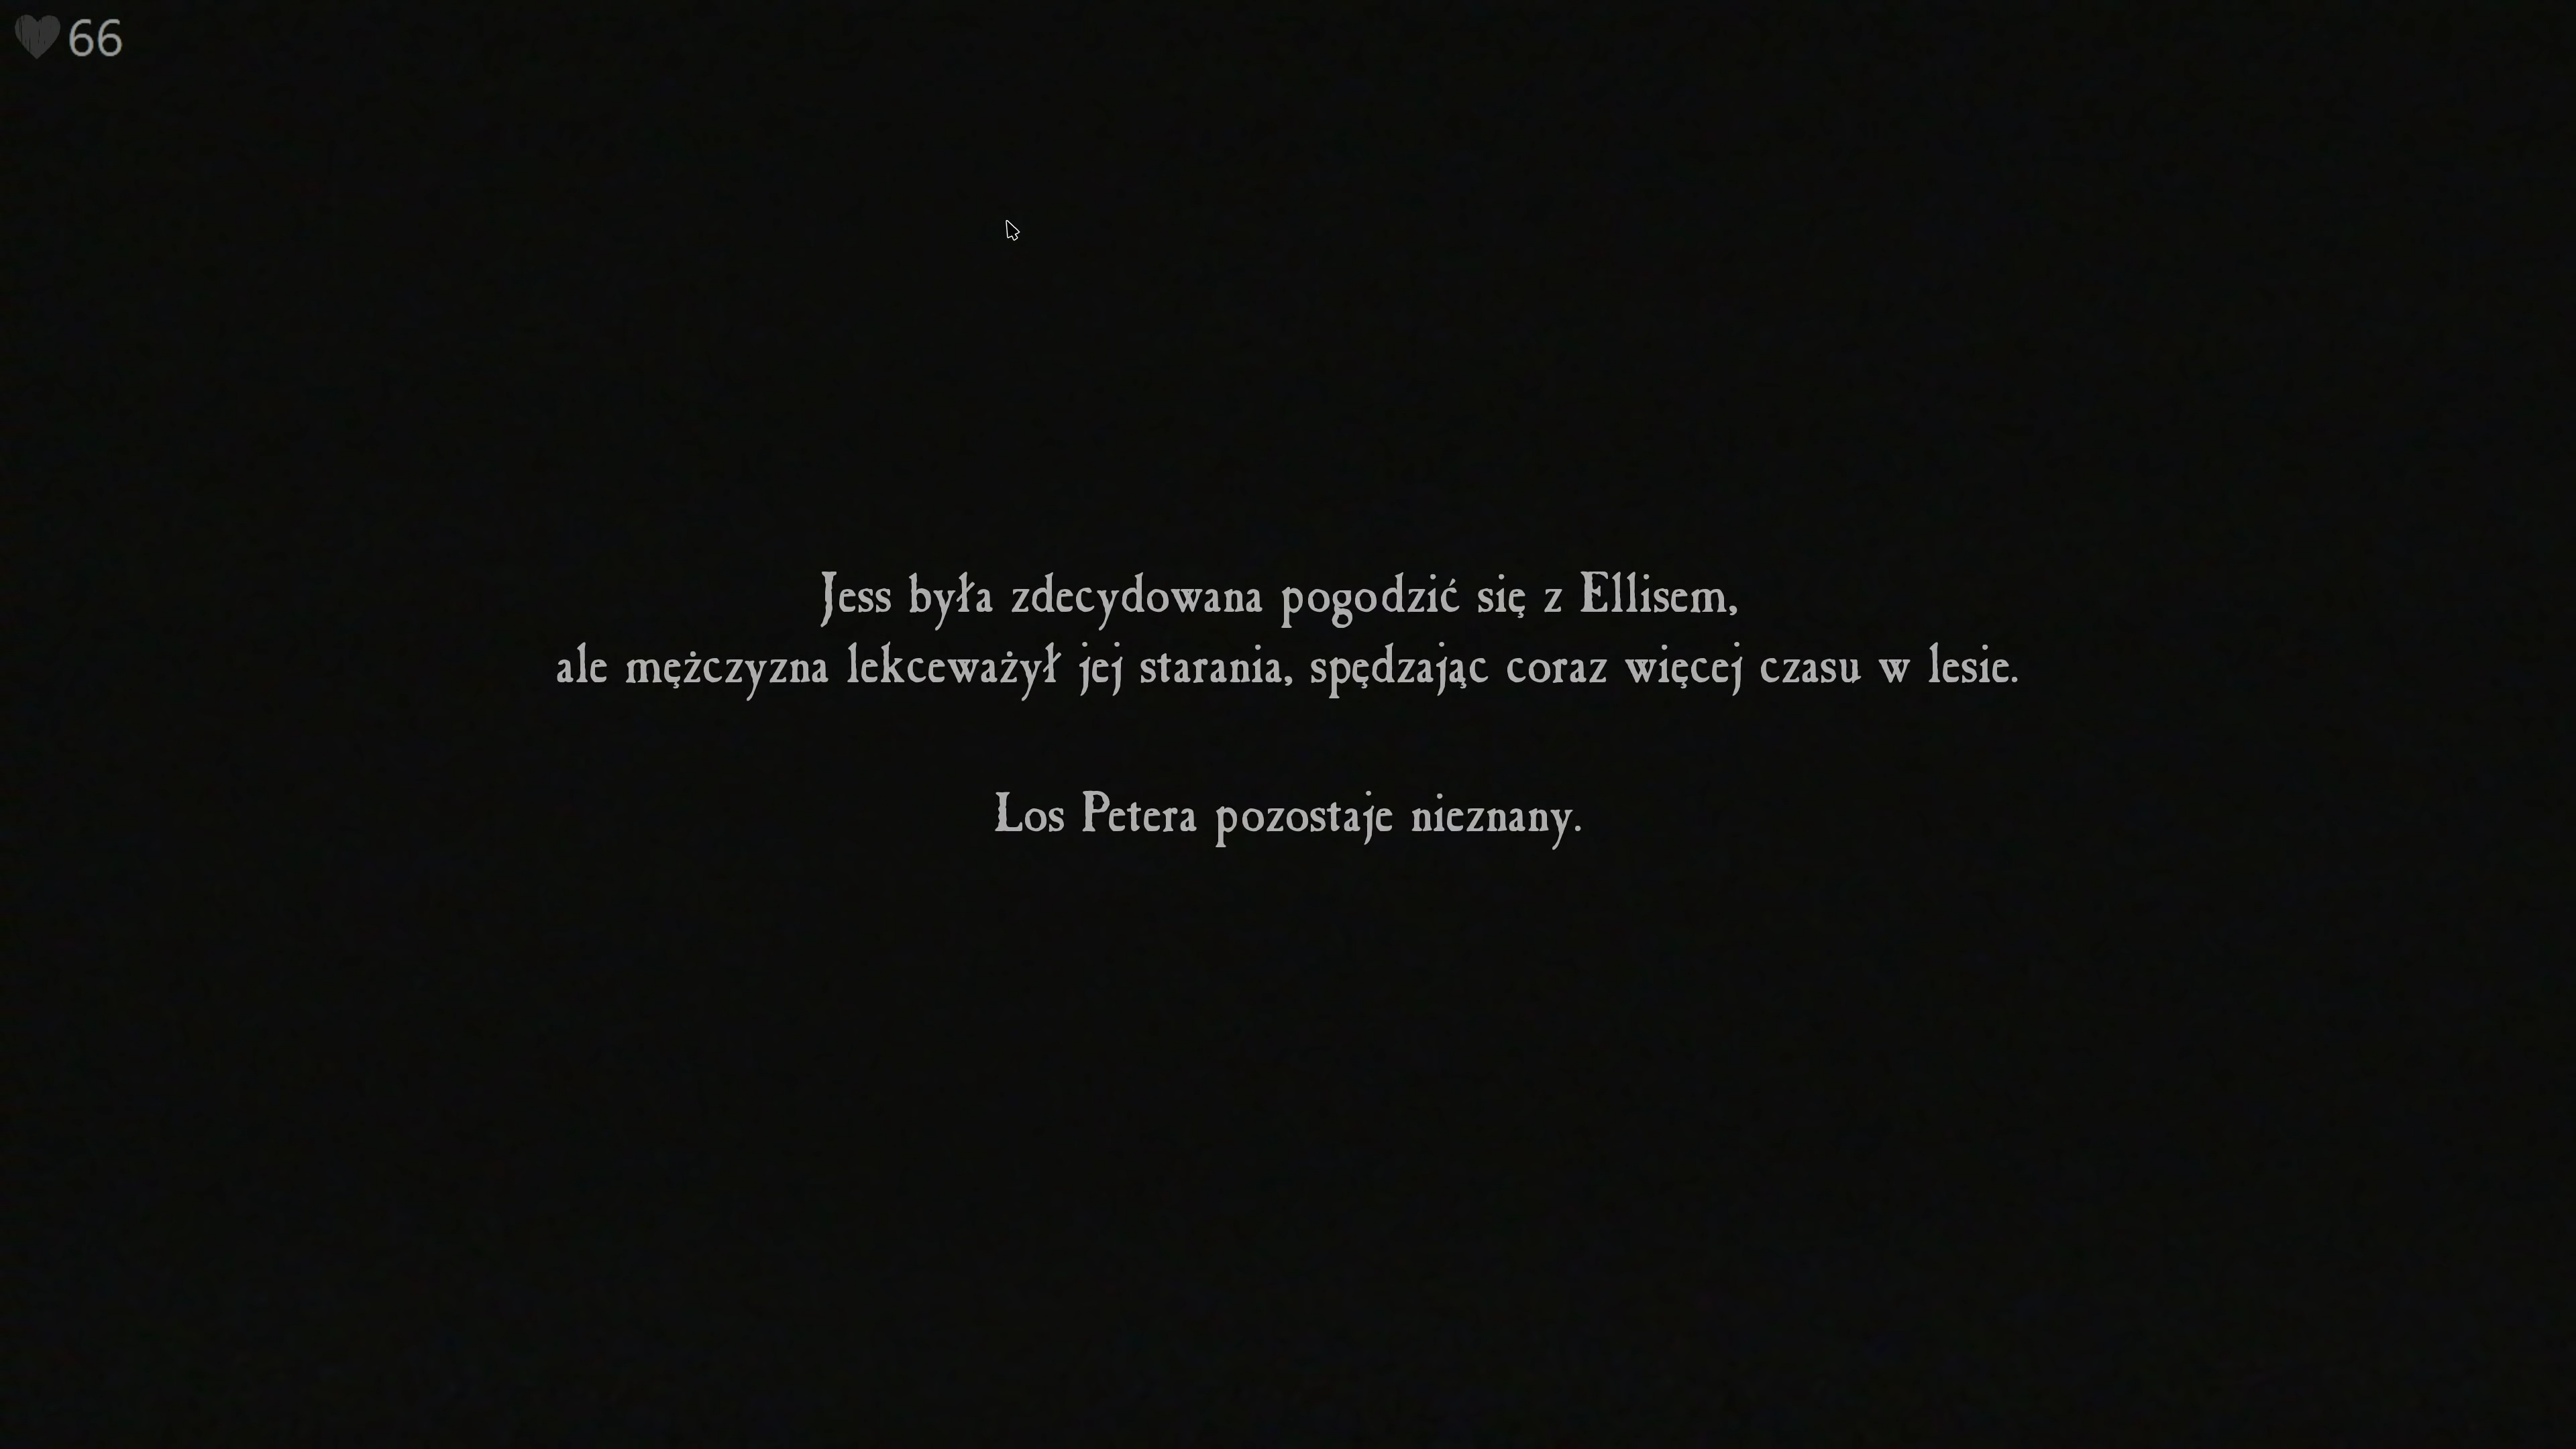 66
Jess była zdecydowana pogodzić się z Ellisem,
ale mężczyzna lekceważył jej starania, spędzając coraz więcej czasu w lesie.
Los Petera pozostaje nieznany.